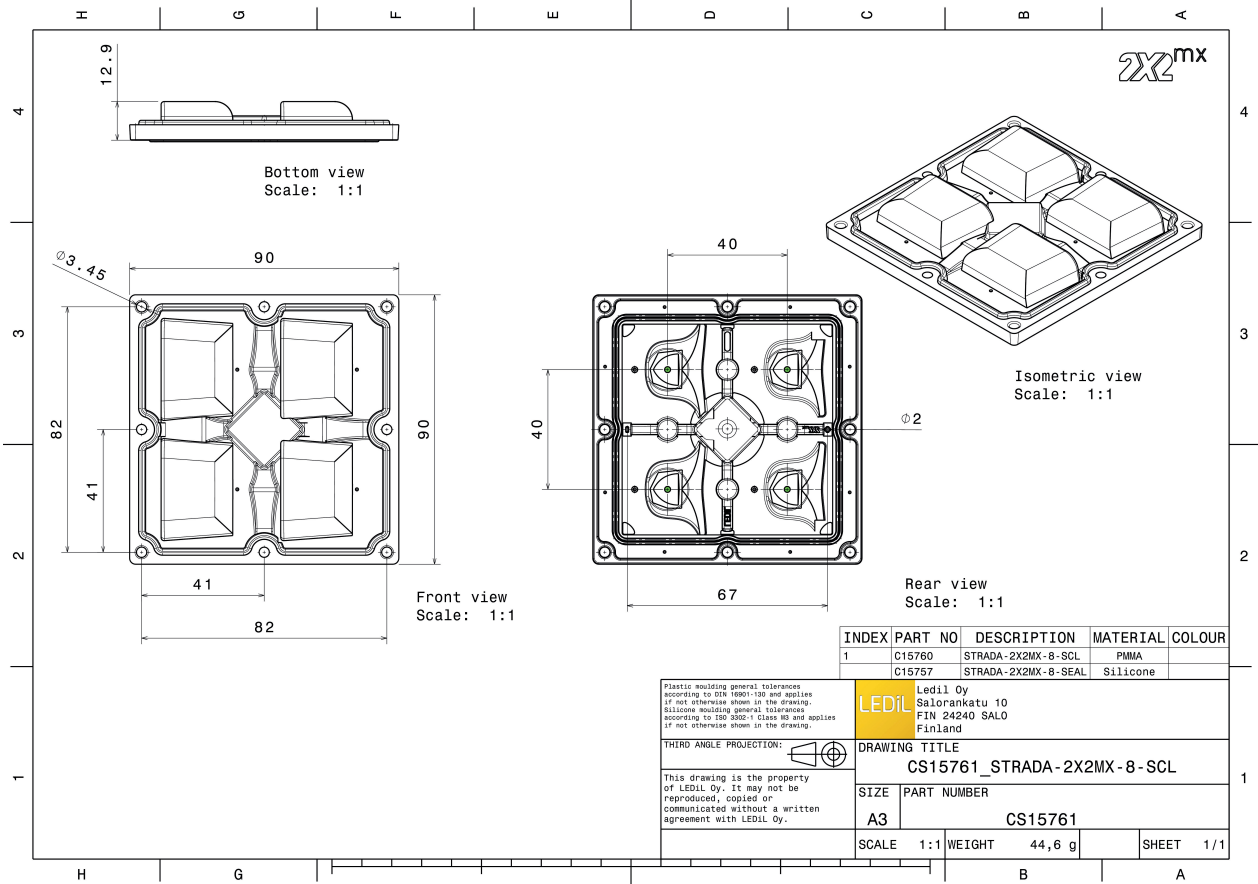 H G F E D C B A
4
3
2
1
4
3
2
1
2X2mx
12.9
Bottom view
Scale: 1:1
Isometric view
Scale: 1:1
∅3.45
90
82
41
90
41
82
Front view
Scale: 1:1
40
40
∅2
67
Rear view
Scale: 1:1
INDEX PART NO DESCRIPTION MATERIAL COLOUR
1 C15760 STRADA-2X2MX-8-SCL PMMA
C15757 STRADA-2X2MX-8-SEAL Silicone
Plastic moulding general tolerances
according to DIN 16901-130 and applies
if not otherwise shown in the drawing.
Silicone moulding general tolerances
according to ISO 3302-1 Class M3 and applies
if not otherwise shown in the drawing.
THIRD ANGLE PROJECTION:
This drawing is the property
of LEDiL Oy. It may not be
reproduced, copied or
communicated without a written
agreement with LEDiL Oy.
LEDiL
Ledil Oy
Salorankatu 10
FIN 24240 SALO
Finland
DRAWING TITLE
CS15761_STRADA-2X2MX-8-SCL
SIZE PART NUMBER
A3 CS15761
SCALE 1:1 WEIGHT 44,6 g SHEET 1/1
H G B A